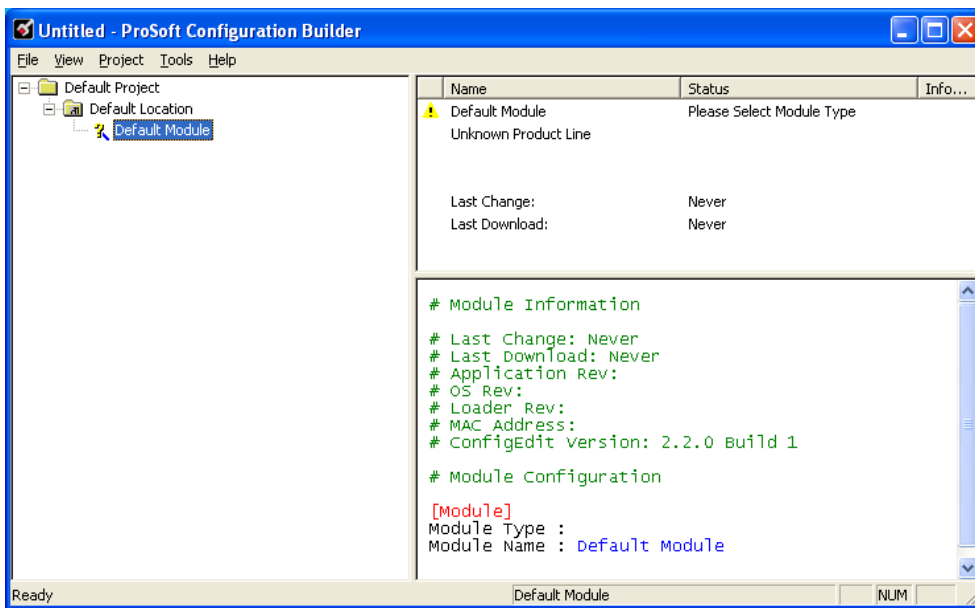 Untitled - ProSoft Configuration Builder
File View Project Tools Help
Default Project
Default Location
Default Module
Name Status Info...
Default Module Please Select Module Type
Unknown Product Line
Last Change: Never
Last Download: Never
# Module Information
# Last Change: Never
# Last Download: Never
# Application Rev:
# OS Rev:
# Loader Rev:
# MAC Address:
# ConfigEdit Version: 2.2.0 Build 1
# Module Configuration
[Module]
Module Type :
Module Name : Default Module
Ready Default Module NUM